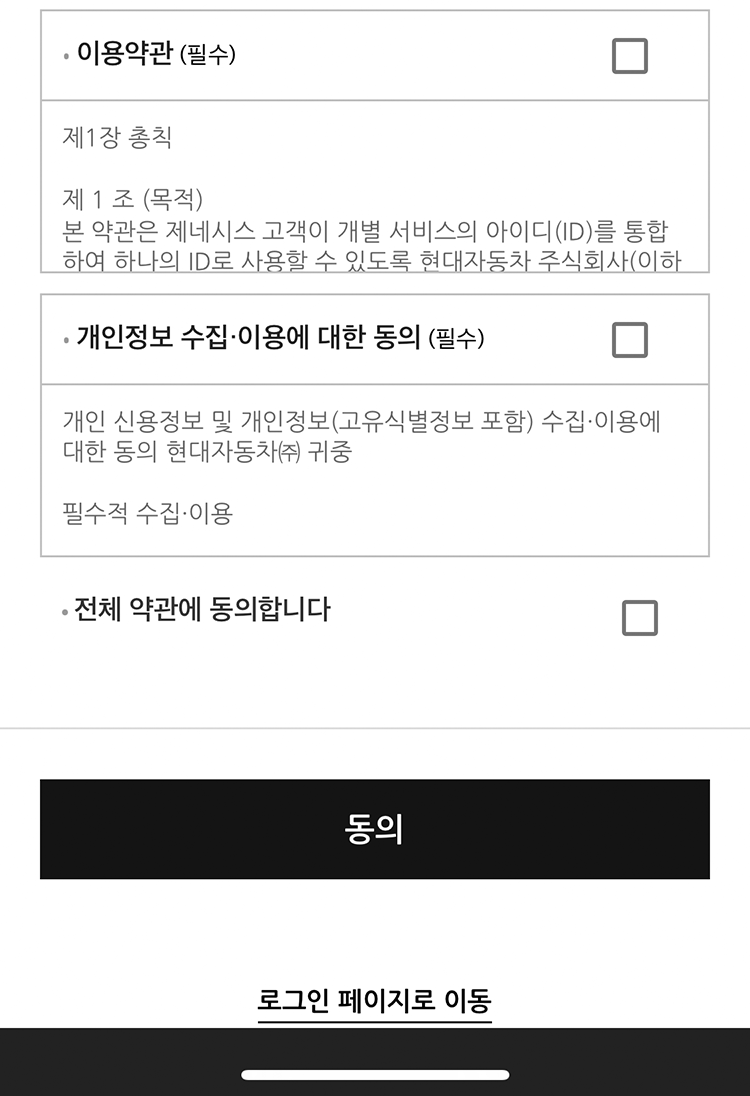 · 이용약관 (필수)
제1장 총칙
제 1 조 (목적)
본 약관은 제네시스 고객이 개별 서비스의 아이디(ID)를 통합
하여 하나의 ID로 사용할 수 있도록 현대자동차 주식회사(이하
· 개인정보 수집·이용에 대한 동의 (필수)
개인 신용정보 및 개인정보(고유식별정보 포함) 수집·이용에
대한 동의 현대자동차㈜ 귀중
필수적 수집·이용
· 전체 약관에 동의합니다
동의
로그인 페이지로 이동